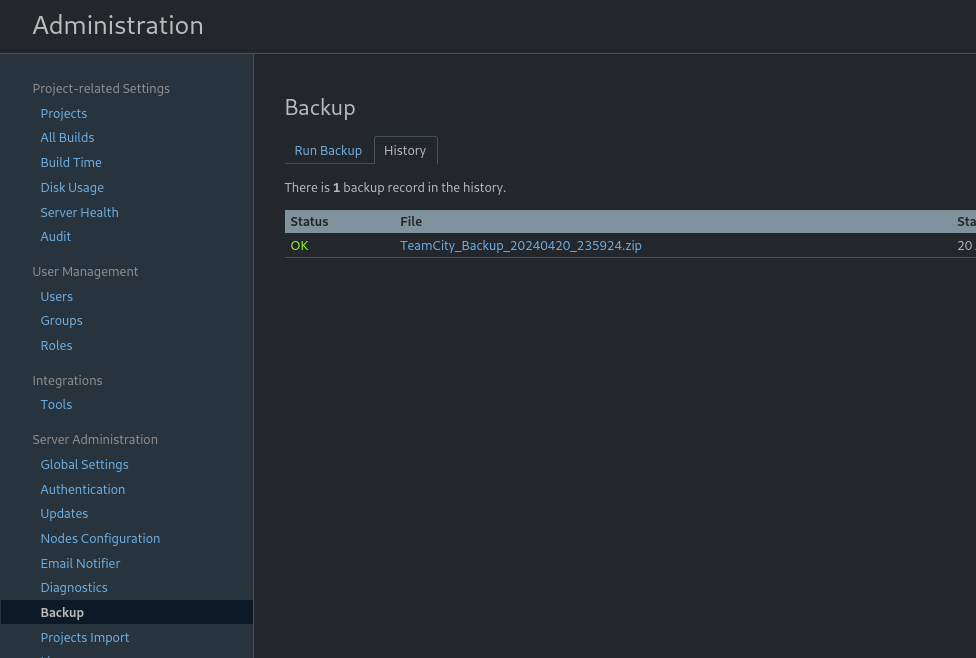 Administration
Project-related Settings
Projects
All Builds
Build Time
Disk Usage
Server Health
Audit
User Management
Users
Groups
Roles
Integrations
Tools
Server Administration
Global Settings
Authentication
Updates
Nodes Configuration
Email Notifier
Diagnostics
Backup
Projects Import
Backup
Run Backup History
There is 1 backup record in the history.
Status File Sta
OK TeamCity_Backup_20240420_235924.zip 20